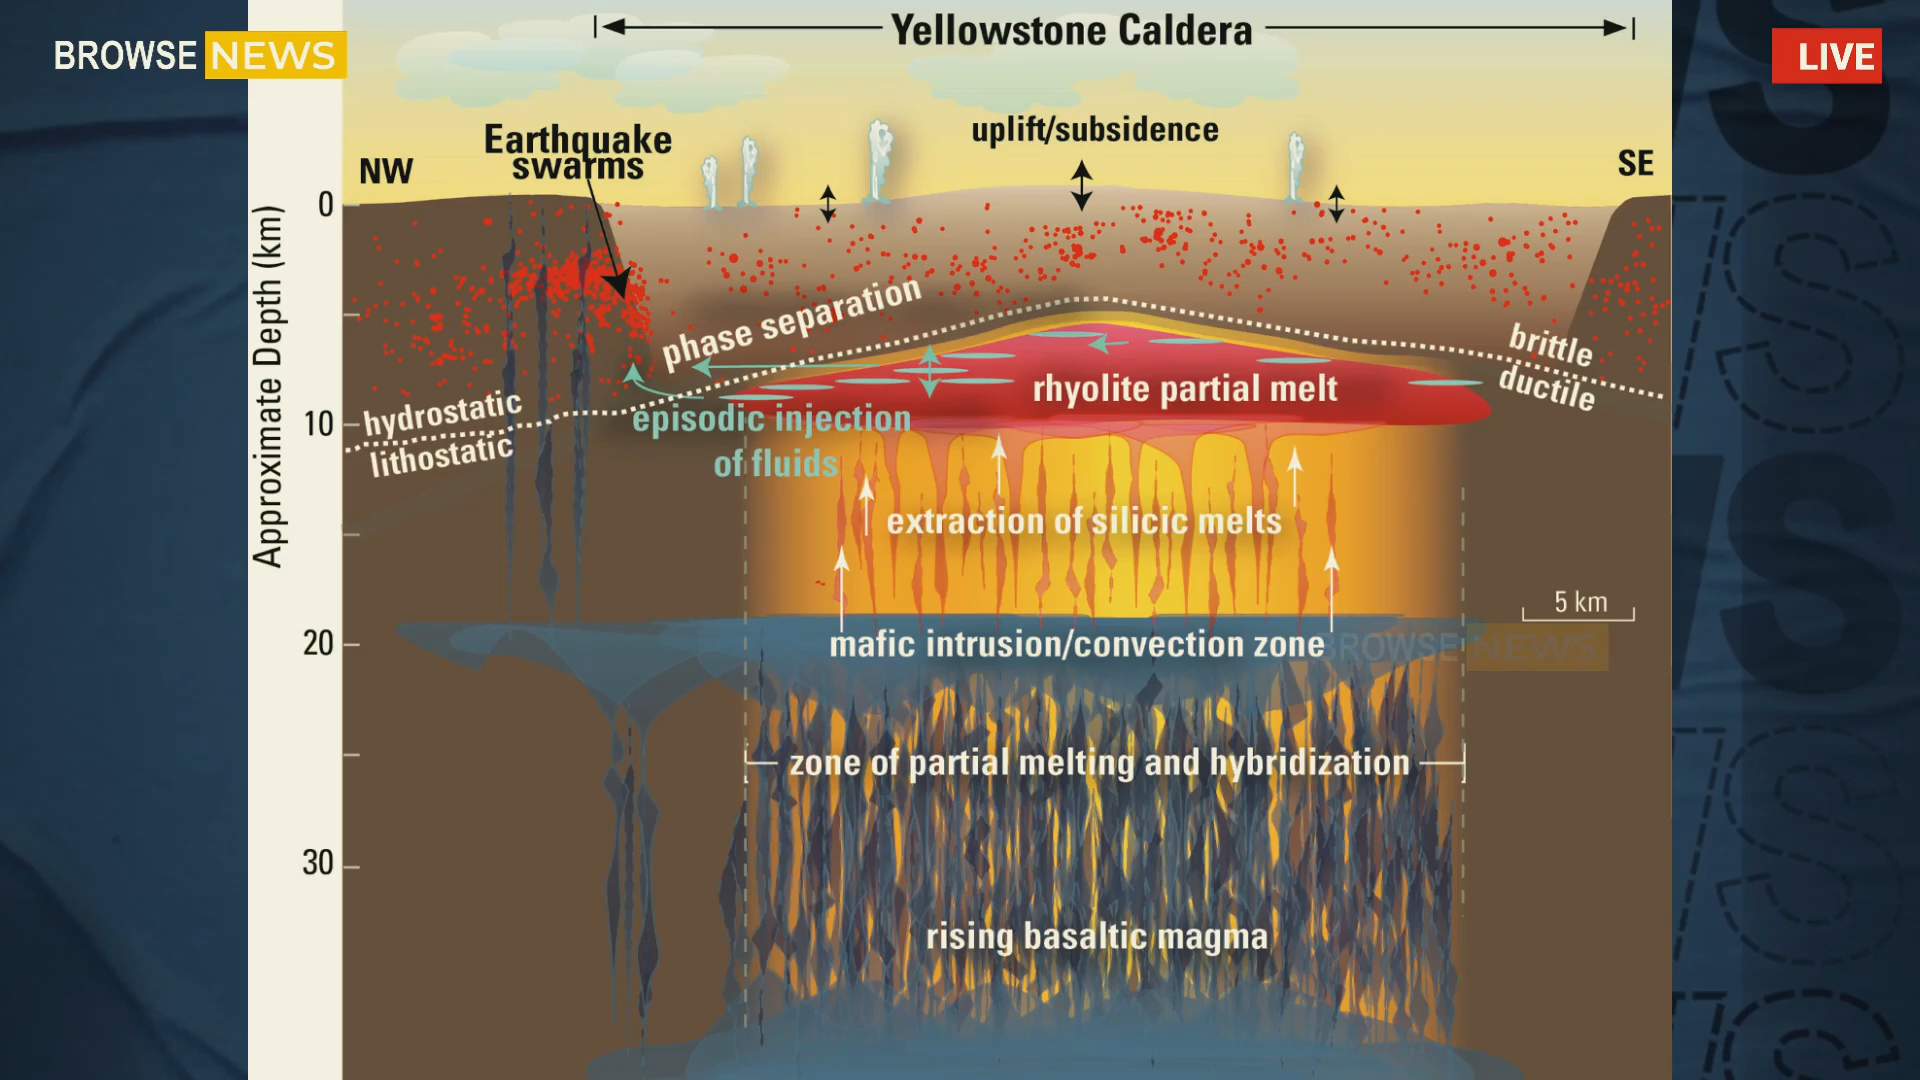 BROWSE NEWS
LIVE
Yellowstone Caldera
Earthquake
swarms
uplift/subsidence
NW
SE
Approximate Depth (km)
0
10
20
30
phase separation
brittle
ductile
hydrostatic
lithostatic
rhyolite partial melt
episodic injection
of fluids
extraction of silicic melts
5 km
mafic intrusion/convection zone
BROWSE NEWS
zone of partial melting and hybridization
rising basaltic magma